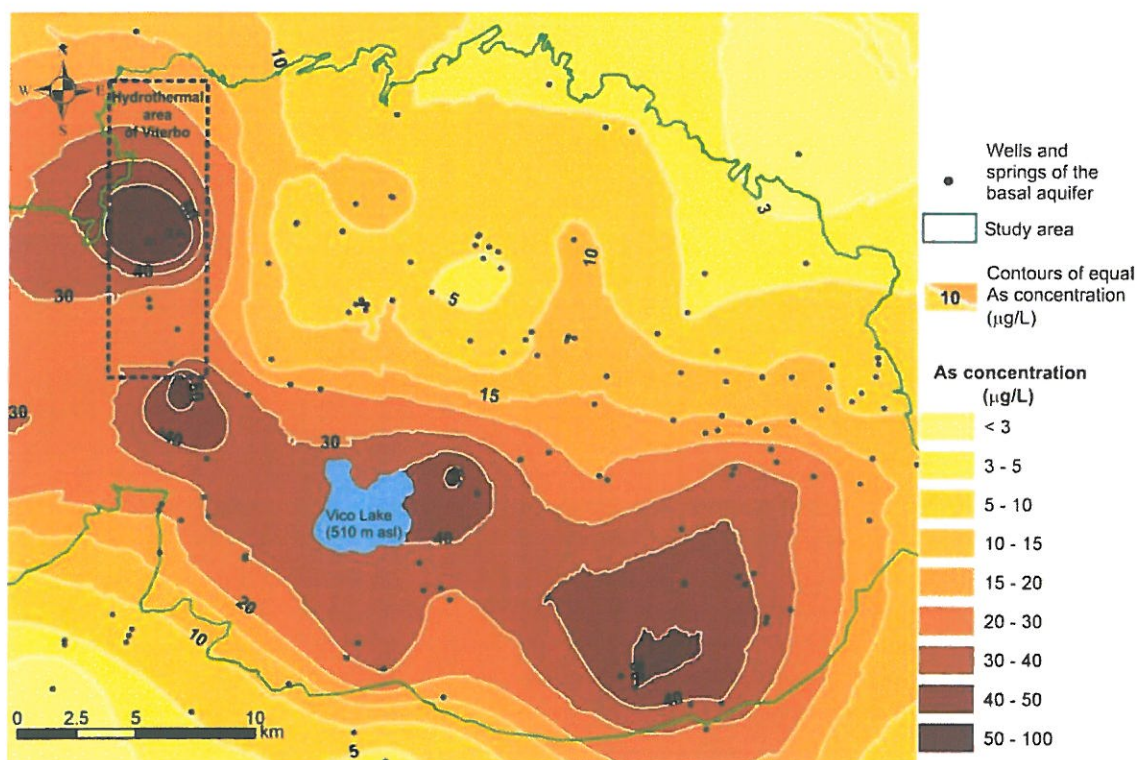 N
W E
S
Hydrothermal
area
of Viterbo
10
3
10
5
40
30
15
30
30
40
Vico Lake
(510 m asl)
20
10
40
5
0 2.5 5 10
km
Wells and
springs of the
basal aquifer
Study area
10
Contours of equal
As concentration
(µg/L)
As concentration
(µg/L)
< 3
3 - 5
5 - 10
10 - 15
15 - 20
20 - 30
30 - 40
40 - 50
50 - 100